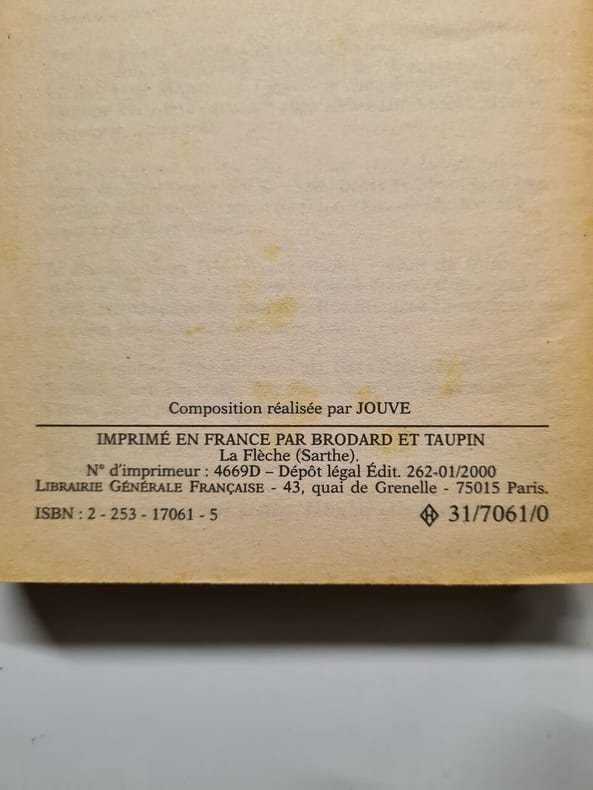 Composition réalisée par JOUVE
IMPRIMÉ EN FRANCE PAR BRODARD ET TAUPIN
La Flèche (Sarthe).
N° d'imprimeur : 4669D – Dépôt légal Édit. 262-01/2000
LIBRAIRIE GÉNÉRALE FRANÇAISE - 43, quai de Grenelle - 75015 Paris.
ISBN : 2 - 253 - 17061 - 5 31/7061/0